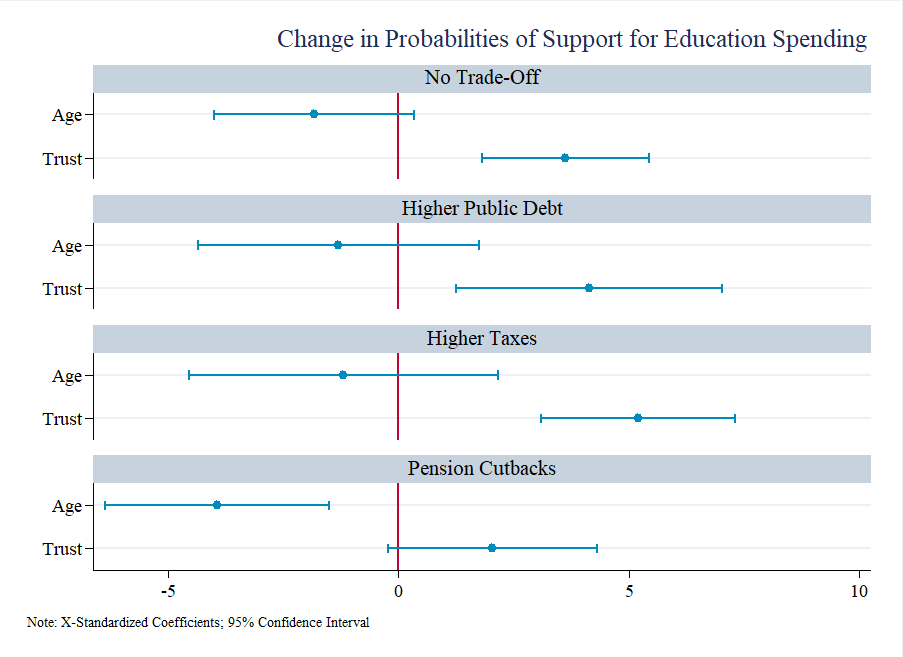 Change in Probabilities of Support for Education Spending
No Trade-Off
Age
Trust
Higher Public Debt
Age
Trust
Higher Taxes
Age
Trust
Pension Cutbacks
Age
Trust
-5 0 5 10
Note: X-Standardized Coefficients; 95% Confidence Interval